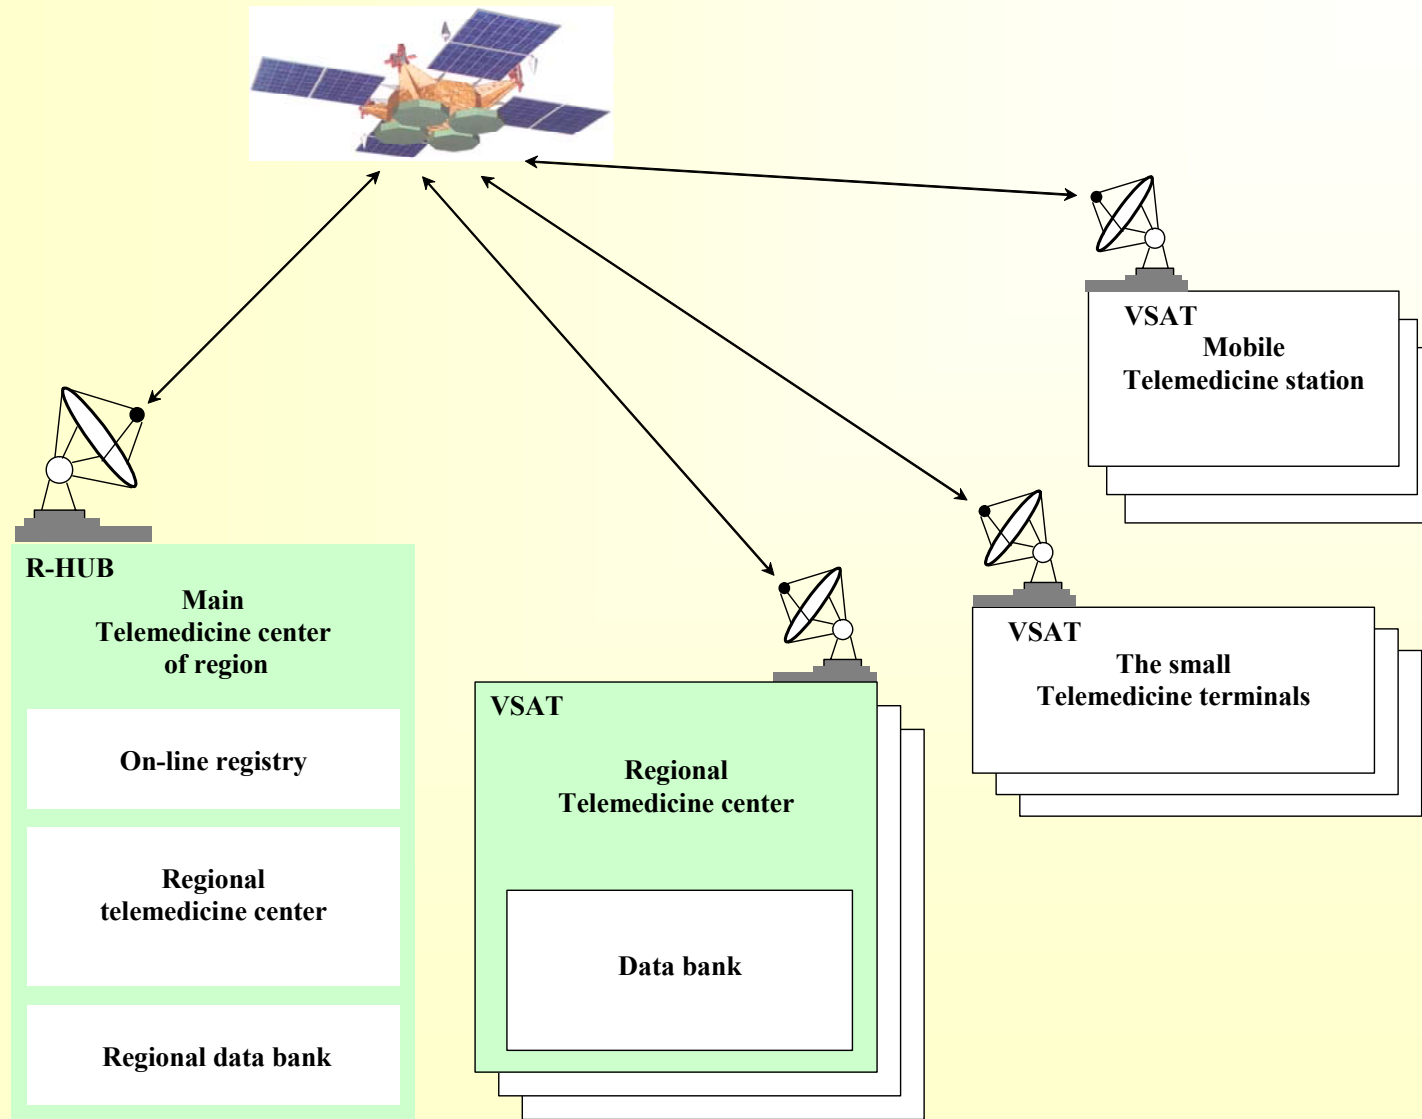 VSAT
Mobile
Telemedicine station
R-HUB
Main
Telemedicine center
of region
On-line registry
Regional
telemedicine center
Regional data bank
VSAT
Regional
Telemedicine center
Data bank
VSAT
The small
Telemedicine terminals